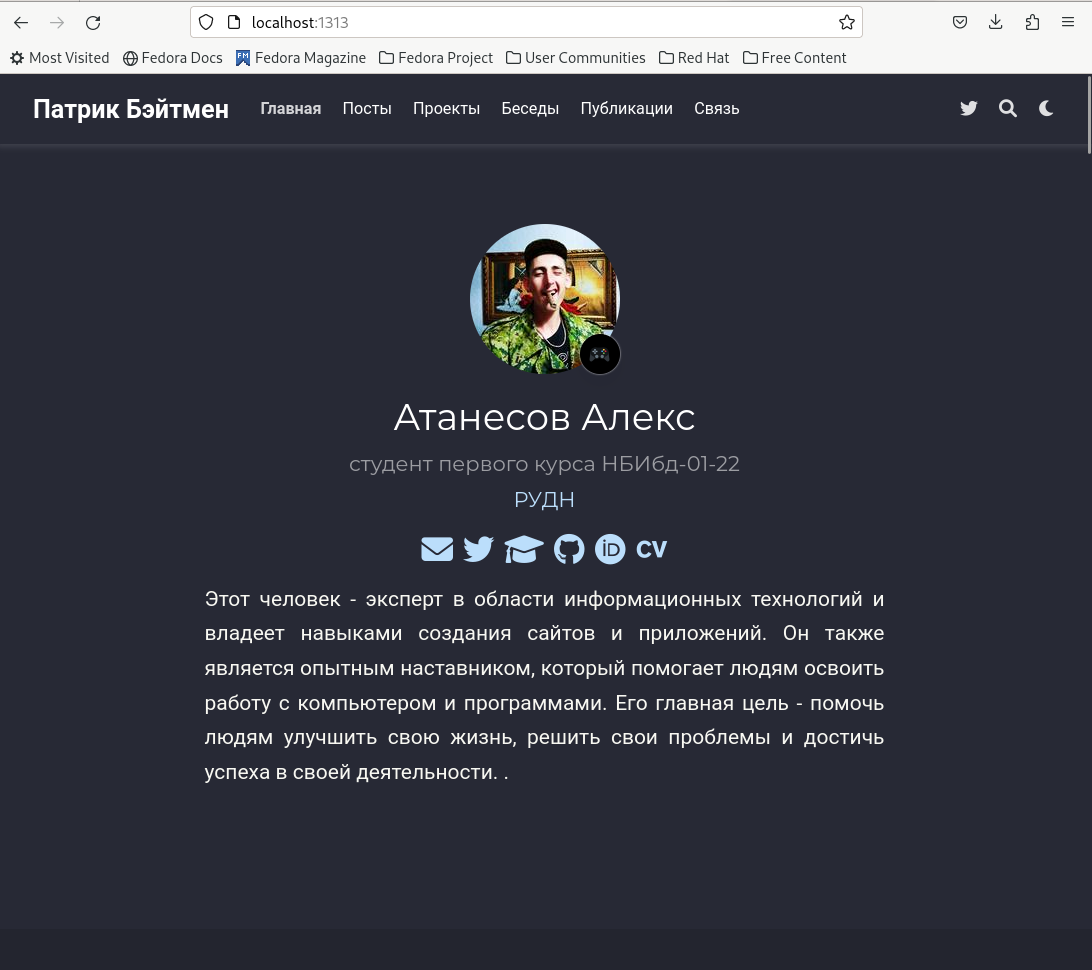 localhost:1313
Most Visited Fedora Docs Fedora Magazine Fedora Project User Communities Red Hat Free Content
Патрик Бэйтмен Главная Посты Проекты Беседы Публикации Связь
Атанесов Алекс
студент первого курса НБИбд-01-22
РУДН
iD CV
Этот человек - эксперт в области информационных технологий и
владеет навыками создания сайтов и приложений. Он также
является опытным наставником, который помогает людям освоить
работу с компьютером и программами. Его главная цель - помочь
людям улучшить свою жизнь, решить свои проблемы и достичь
успеха в своей деятельности. .